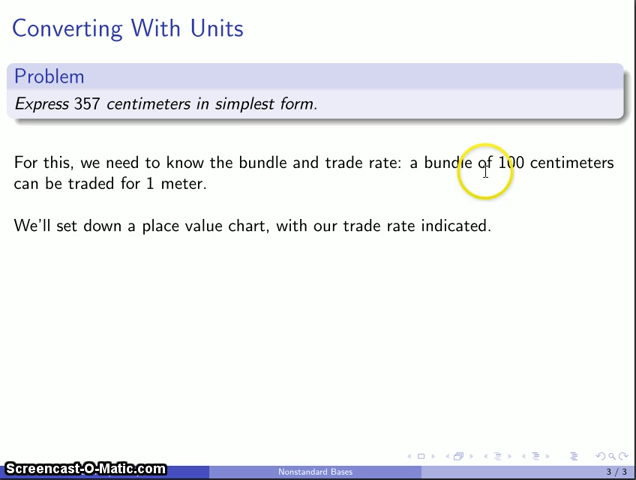 Converting With Units
Problem
Express 357 centimeters in simplest form.
For this, we need to know the bundle and trade rate: a bundle of 100 centimeters
can be traded for 1 meter.
We'll set down a place value chart, with our trade rate indicated.
Screencast-O-Matic.com
Nonstandard Bases
3 / 3